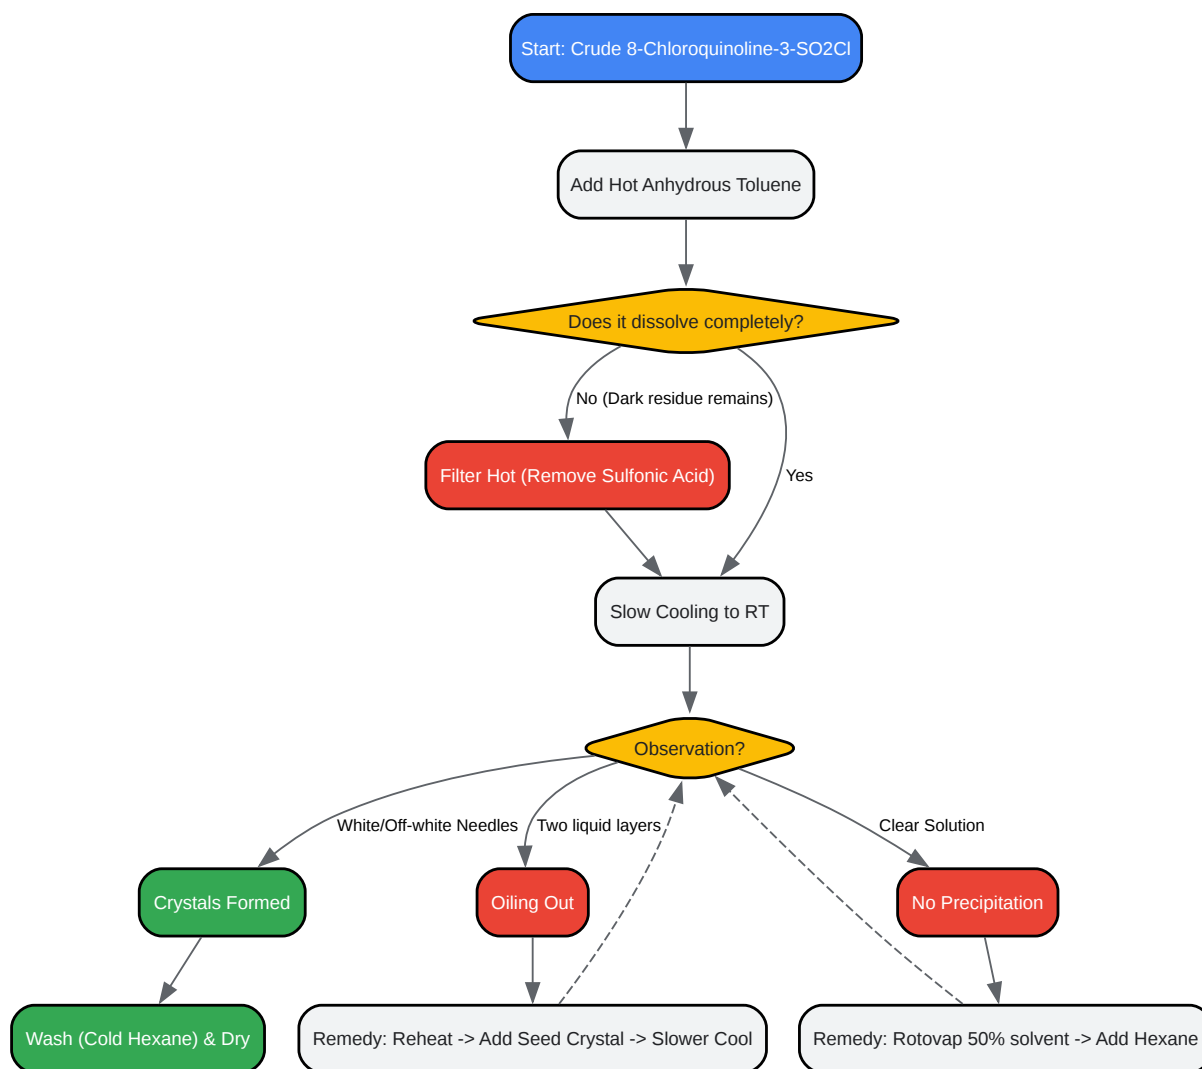 Start: Crude 8-Chloroquinoline-3-SO2Cl
Add Hot Anhydrous Toluene
Does it dissolve completely?
No (Dark residue remains)
Filter Hot (Remove Sulfonic Acid)
Yes
Slow Cooling to RT
Observation?
White/Off-white Needles
Two liquid layers
Clear Solution
Crystals Formed
Oiling Out
No Precipitation
Wash (Cold Hexane) & Dry
Remedy: Reheat -> Add Seed Crystal -> Slower Cool
Remedy: Rotovap 50% solvent -> Add Hexane